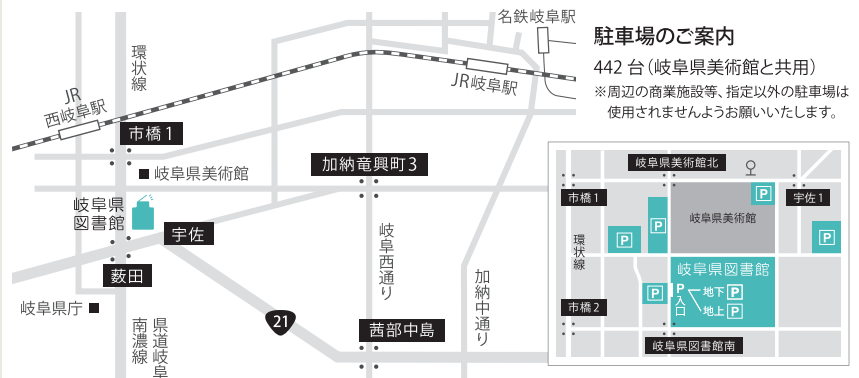 名鉄岐阜駅
環状線
JR
西岐阜駅
JR岐阜駅
市橋1
岐阜県美術館
加納竜興町3
岐阜県
図書館
宇佐
薮田
岐阜西通り
加納中通り
岐阜県庁
21
県道岐阜
南濃線
茜部中島
駐車場のご案内
442台(岐阜県美術館と共用)
※周辺の商業施設等、指定以外の駐車場は
使用されませんようお願いいたします。
岐阜県美術館北
市橋1
P
宇佐1
岐阜県美術館
P
P
P
環状線
岐阜県図書館
P
P入口
地下P
地上P
市橋2
岐阜県図書館南